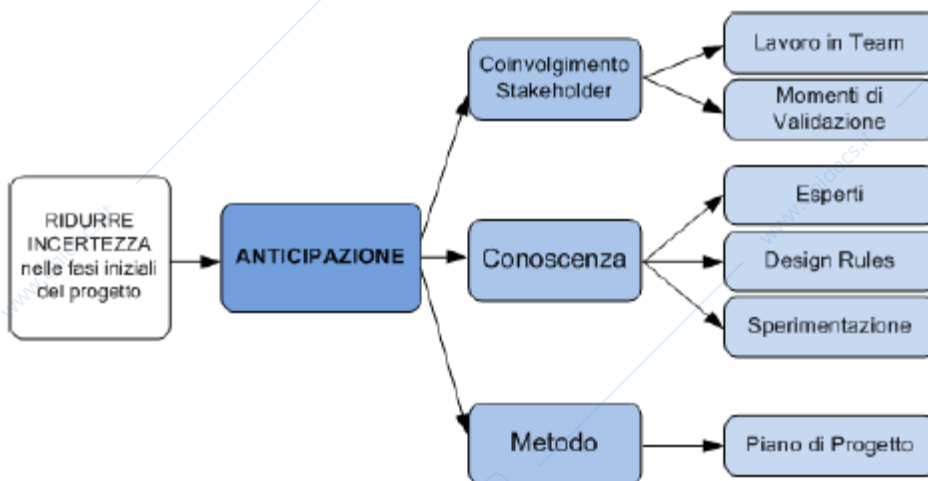 RIDURRE
INCERTEZZA
nelle fasi iniziali
del progetto
ANTICIPAZIONE
Coinvolgimento
Stakeholder
Lavoro in Team
Momenti di
Validazione
Conoscenza
Esperti
Design Rules
Sperimentazione
Metodo
Piano di Progetto